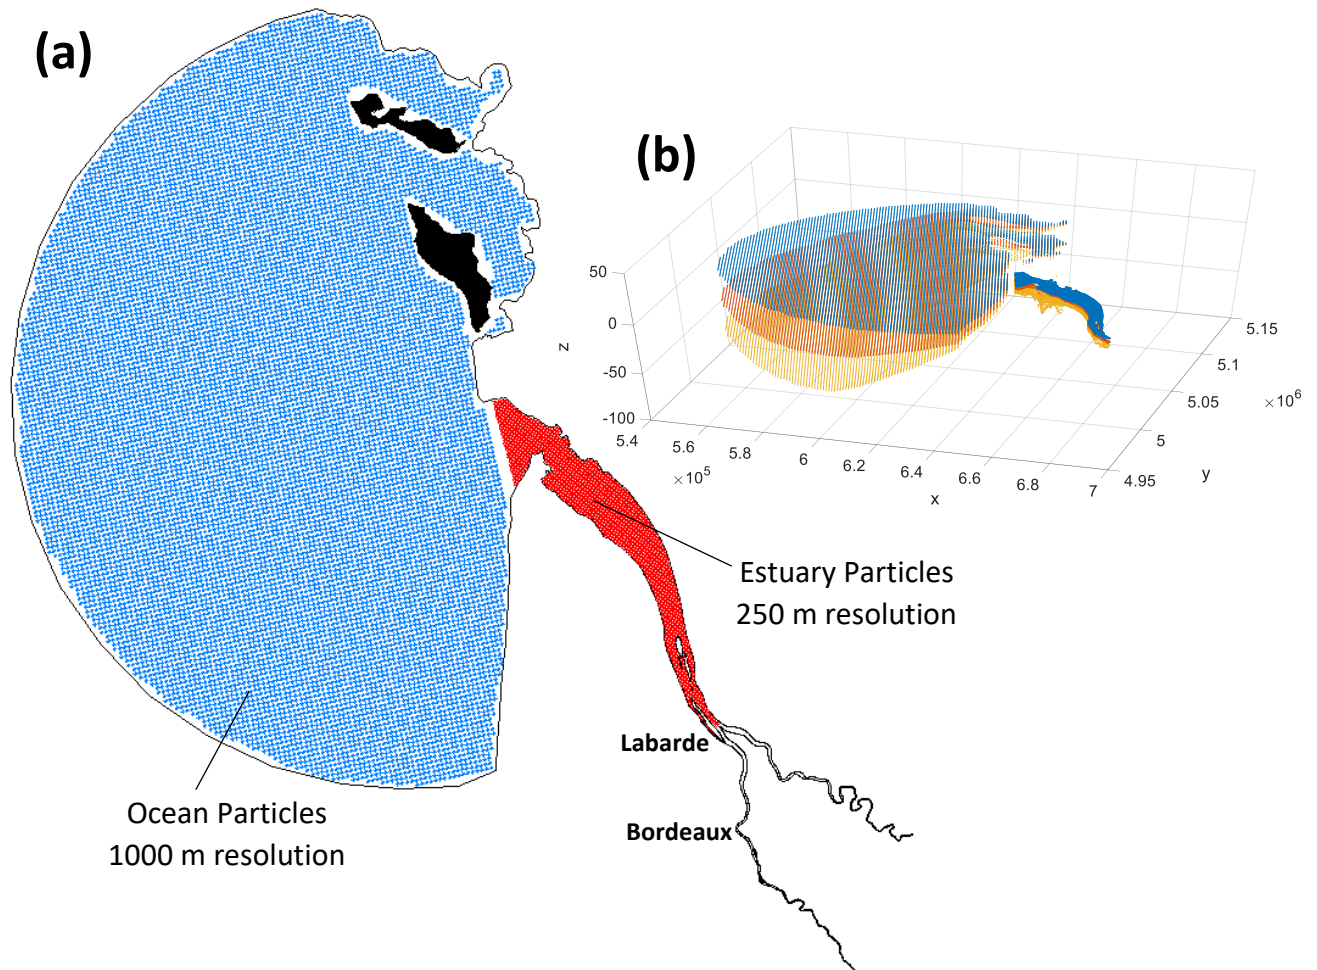 (a)
(b)
50
0
-50
-100
z
5.4
5.6
5.8
6
6.2
6.4
6.6
6.8
7
×10⁵
x
4.95
5
5.05
5.1
5.15
×10⁶
y
Estuary Particles
250 m resolution
Labarde
Bordeaux
Ocean Particles
1000 m resolution